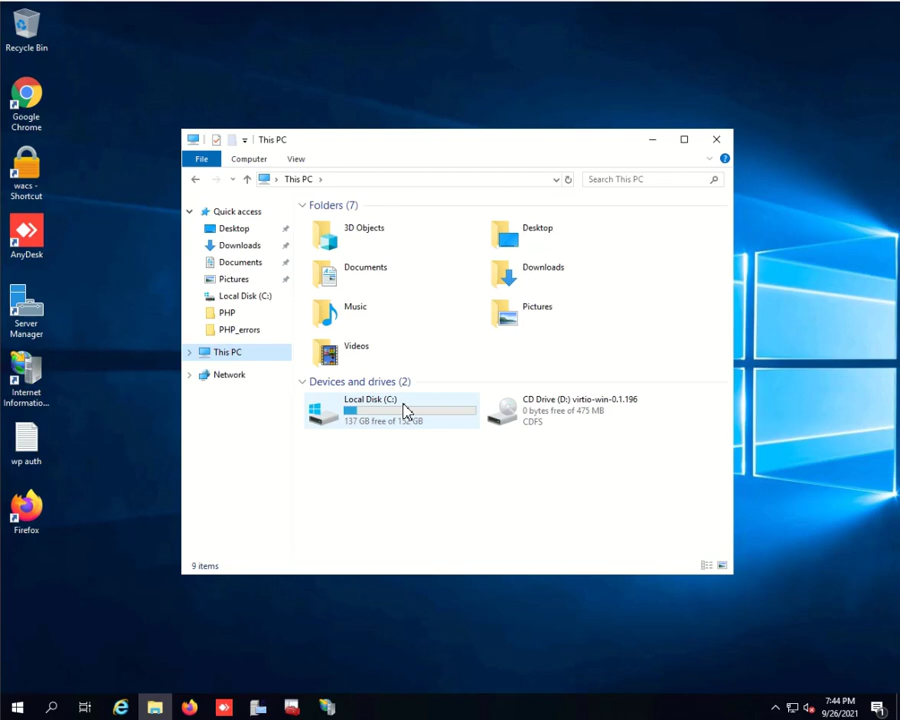 Recycle Bin
Google
Chrome
wacs -
Shortcut
AnyDesk
Server
Manager
Internet
Informatio...
wp auth
Firefox
This PC
File
Computer
View
This PC
Search This PC
Quick access
Desktop
Downloads
Documents
Pictures
Local Disk (C:)
PHP
PHP_errors
This PC
Network
Folders (7)
3D Objects
Desktop
Documents
Downloads
Music
Pictures
Videos
Devices and drives (2)
Local Disk (C:)
137 GB free of 152 GB
CD Drive (D:) virtio-win-0.1.196
0 bytes free of 475 MB
CDFS
9 items
7:44 PM
9/26/2021
1